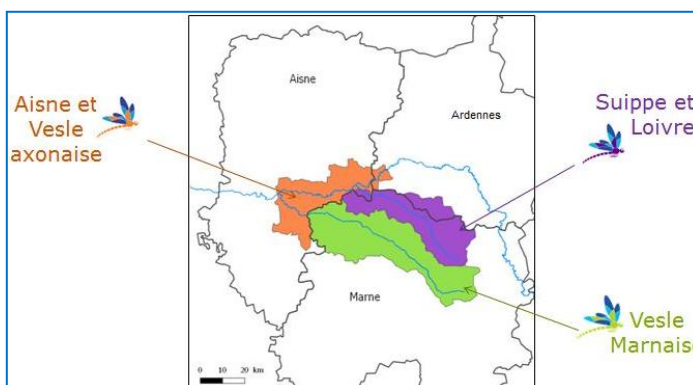 Aisne et
Vesle
axonaise
Aisne
Ardennes
Suippe et
Loivre
Marne
Vesle
Marnaise
0 10 20 km